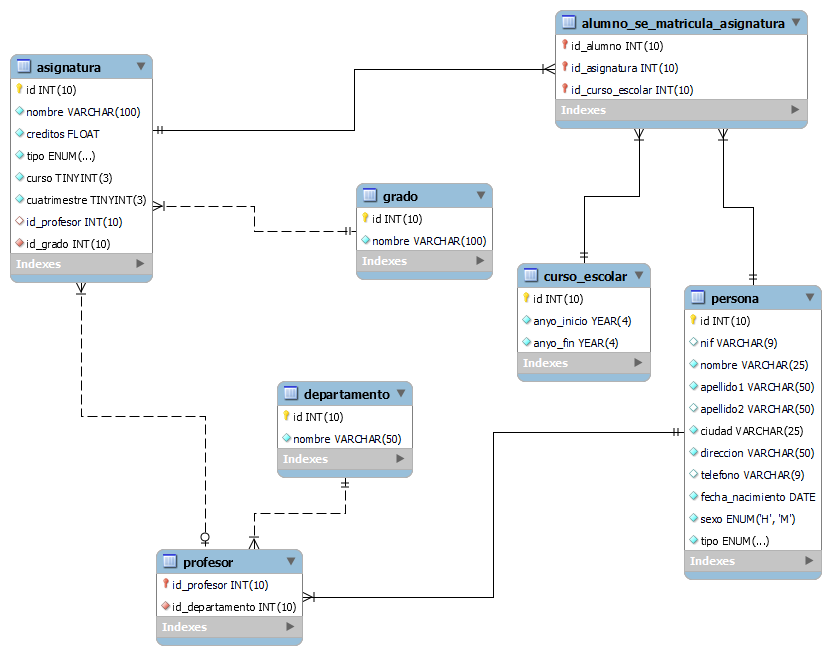 alumno_se_matricula_asignatura
id_alumno INT(10)
id_asignatura INT(10)
id_curso_escolar INT(10)
Indexes
asignatura
id INT(10)
nombre VARCHAR(100)
creditos FLOAT
tipo ENUM(...)
curso TINYINT(3)
cuatrimestre TINYINT(3)
id_profesor INT(10)
id_grado INT(10)
Indexes
grado
id INT(10)
nombre VARCHAR(100)
Indexes
curso_escolar
id INT(10)
anyo_inicio YEAR(4)
anyo_fin YEAR(4)
Indexes
persona
id INT(10)
nif VARCHAR(9)
nombre VARCHAR(25)
apellido1 VARCHAR(50)
apellido2 VARCHAR(50)
ciudad VARCHAR(25)
direccion VARCHAR(50)
telefono VARCHAR(9)
fecha_nacimiento DATE
sexo ENUM('H', 'M')
tipo ENUM(...)
Indexes
departamento
id INT(10)
nombre VARCHAR(50)
Indexes
profesor
id_profesor INT(10)
id_departamento INT(10)
Indexes